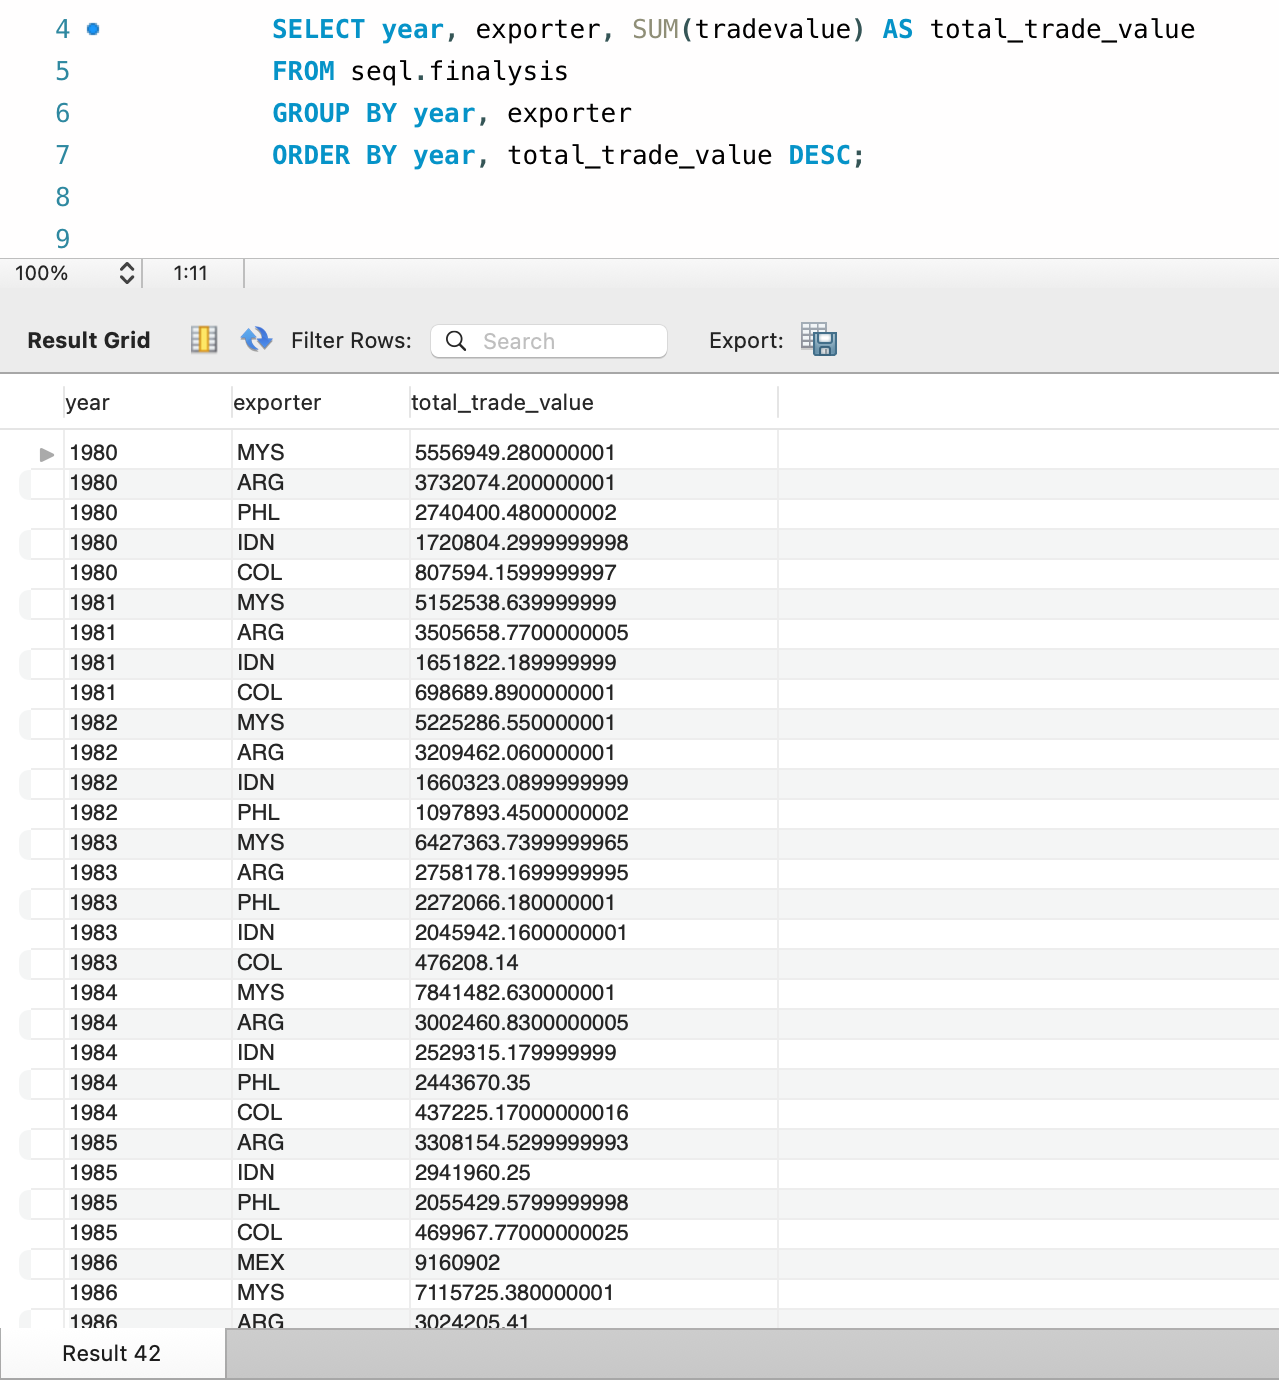 4 SELECT year, exporter, SUM(tradevalue) AS total_trade_value
5 FROM seql.finalysis
6 GROUP BY year, exporter
7 ORDER BY year, total_trade_value DESC;
8
9
100% 1:11
Result Grid Filter Rows: Search Export:
year exporter total_trade_value
1980 MYS 5556949.280000001
1980 ARG 3732074.200000001
1980 PHL 2740400.480000002
1980 IDN 1720804.2999999998
1980 COL 807594.1599999997
1981 MYS 5152538.639999999
1981 ARG 3505658.7700000005
1981 IDN 1651822.189999999
1981 COL 698689.8900000001
1982 MYS 5225286.550000001
1982 ARG 3209462.060000001
1982 IDN 1660323.0899999999
1982 PHL 1097893.4500000002
1983 MYS 6427363.7399999965
1983 ARG 2758178.1699999995
1983 PHL 2272066.180000001
1983 IDN 2045942.1600000001
1983 COL 476208.14
1984 MYS 7841482.630000001
1984 ARG 3002460.8300000005
1984 IDN 2529315.179999999
1984 PHL 2443670.35
1984 COL 437225.17000000016
1985 ARG 3308154.5299999993
1985 IDN 2941960.25
1985 PHL 2055429.5799999998
1985 COL 469967.77000000025
1986 MEX 9160902
1986 MYS 7115725.380000001
1986 ARG 3024205.41
Result 42